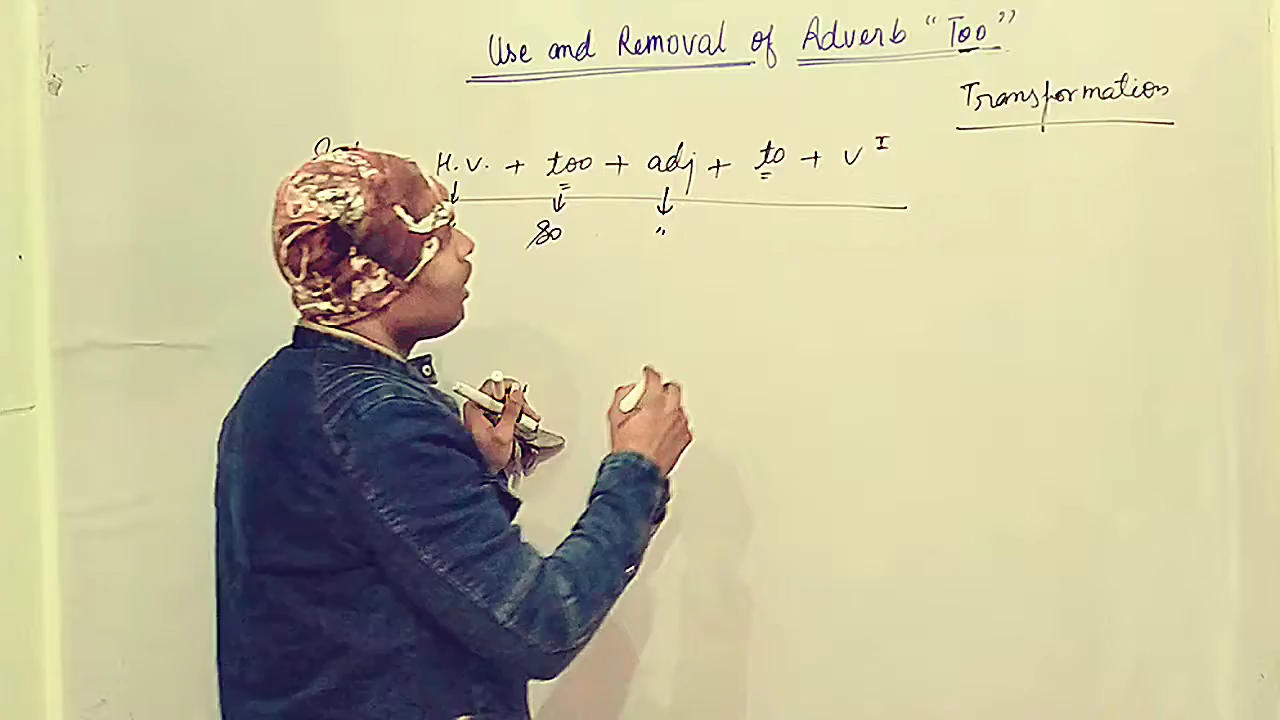 Use and Removal of Adverb "Too"
Transformation
H.V. + too + adj + to + V I
so "